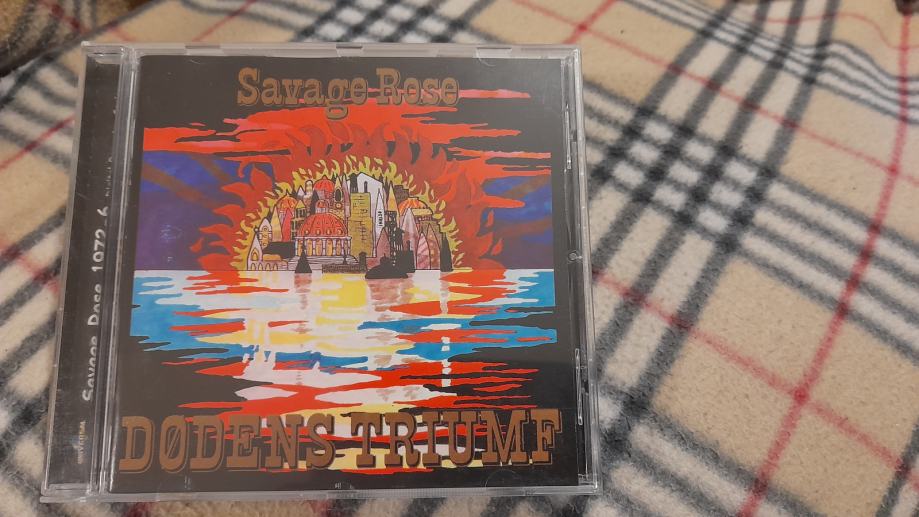 Savage Rose
DØDENS TRIUMF
Savage Rose 1972